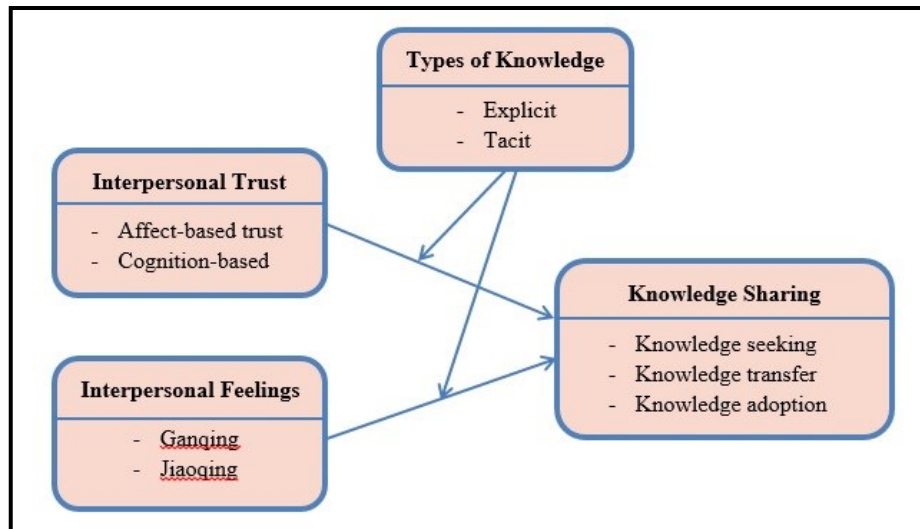 Types of Knowledge
- Explicit
- Tacit
Interpersonal Trust
- Affect-based trust
- Cognition-based
Knowledge Sharing
- Knowledge seeking
- Knowledge transfer
- Knowledge adoption
Interpersonal Feelings
- Ganqing
- Jiaoqing